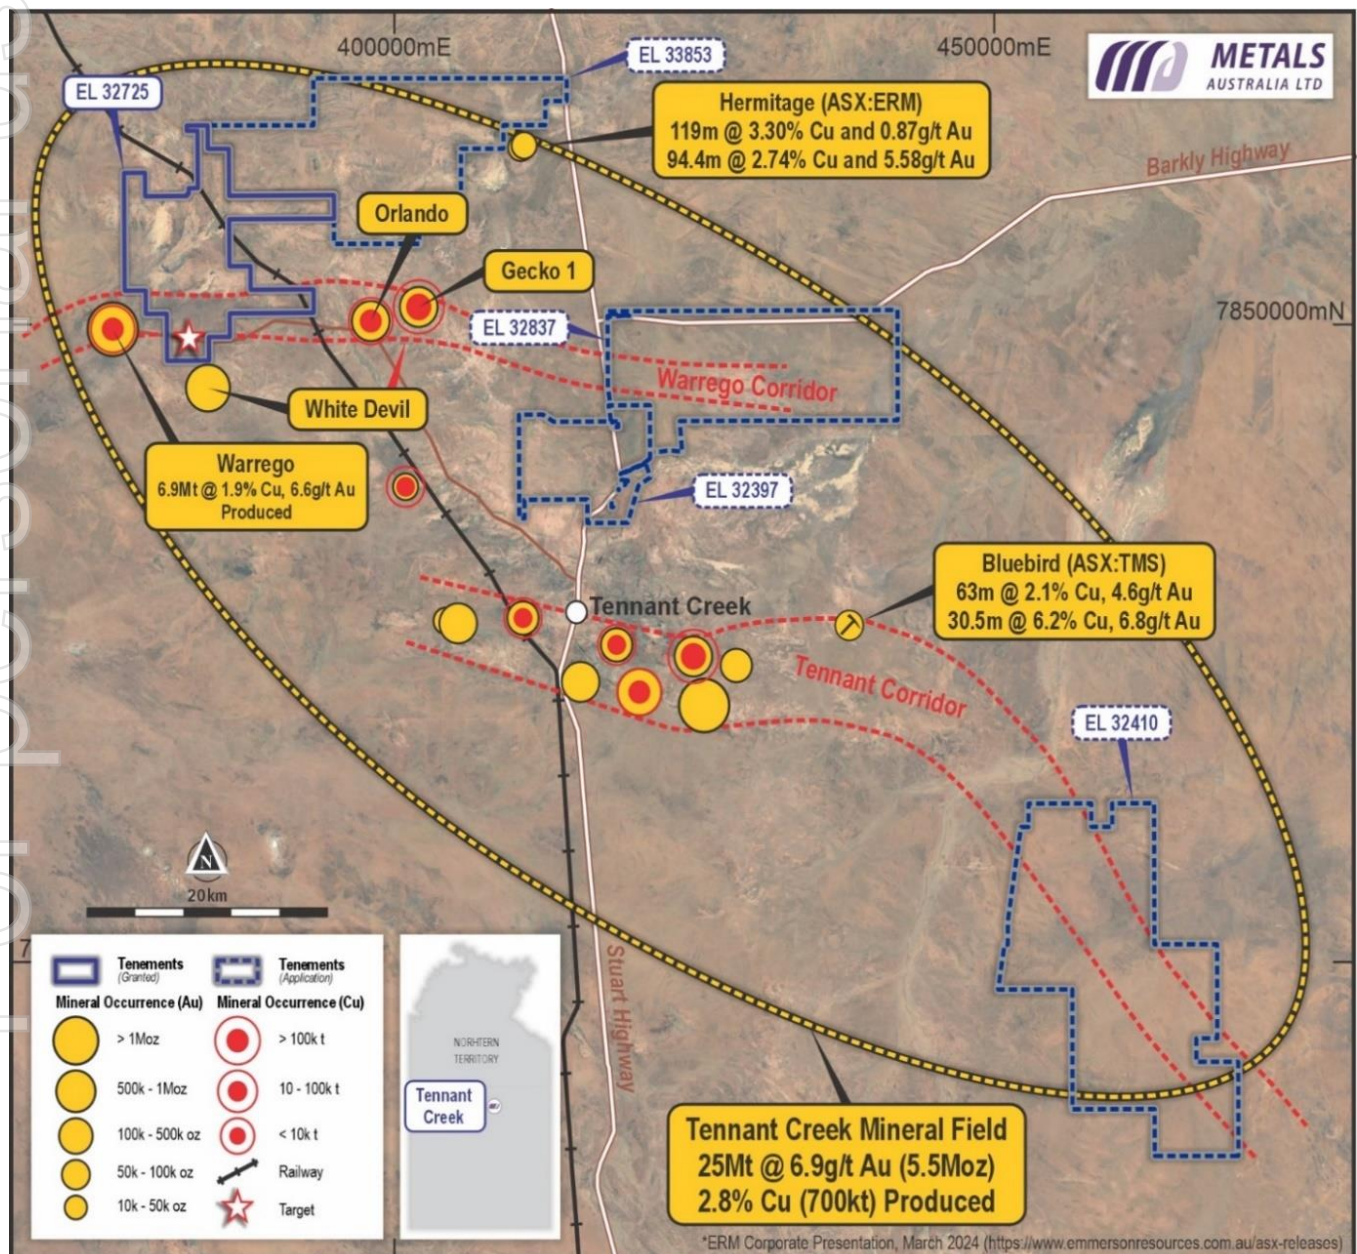 For personal use
400000mE
450000mE
METALS
AUSTRALIA LTD
EL 33853
EL 32725
Hermitage (ASX:ERM)
119m @ 3.30% Cu and 0.87g/t Au
94.4m @ 2.74% Cu and 5.58g/t Au
Barkly Highway
Orlando
Gecko 1
7850000mN
EL 32837
Warrego Corridor
White Devil
Warrego
6.9Mt @ 1.9% Cu, 6.6g/t Au
Produced
EL 32397
Bluebird (ASX:TMS)
63m @ 2.1% Cu, 4.6g/t Au
30.5m @ 6.2% Cu, 6.8g/t Au
Tennant Creek
Tennant Corridor
EL 32410
N
20km
7
Stuart Highway
Tenements
(Granted)
Tenements
(Application)
Mineral Occurrence (Au)
Mineral Occurrence (Cu)
> 1Moz
> 100k t
500k - 1Moz
10 - 100k t
100k - 500k oz
< 10k t
50k - 100k oz
Railway
10k - 50k oz
Target
NORHTERN
TERRITORY
Tennant
Creek
Tennant Creek Mineral Field
25Mt @ 6.9g/t Au (5.5Moz)
2.8% Cu (700kt) Produced
*ERM Corporate Presentation, March 2024 (https://www.emmersonresources.com.au/asx-releases)